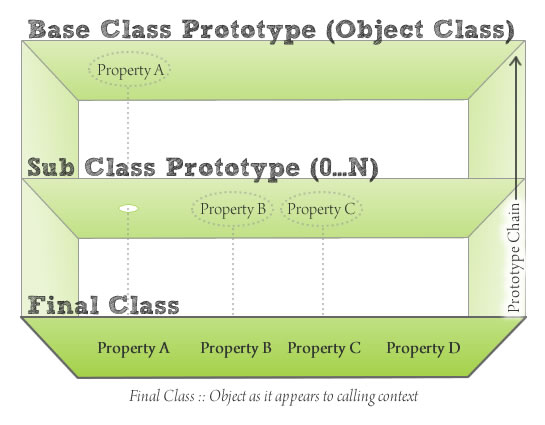 Base Class Prototype (Object Class)
Property A
Sub Class Prototype (0...N)
Property B Property C
Prototype Chain
Final Class
Property A Property B Property C Property D
Final Class :: Object as it appears to calling context